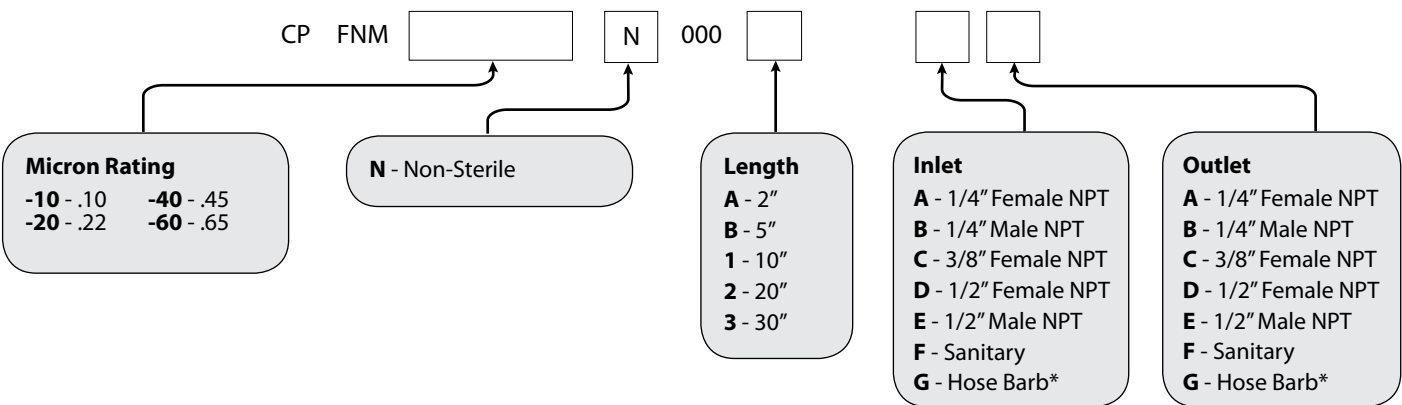 CP FNM N 000
Micron Rating
-10 - .10 -40 - .45
-20 - .22 -60 - .65
N - Non-Sterile
Length
A - 2”
B - 5”
1 - 10”
2 - 20”
3 - 30”
Inlet
A - 1/4” Female NPT
B - 1/4” Male NPT
C - 3/8” Female NPT
D - 1/2” Female NPT
E - 1/2” Male NPT
F - Sanitary
G - Hose Barb*
Outlet
A - 1/4” Female NPT
B - 1/4” Male NPT
C - 3/8” Female NPT
D - 1/2” Female NPT
E - 1/2” Male NPT
F - Sanitary
G - Hose Barb*